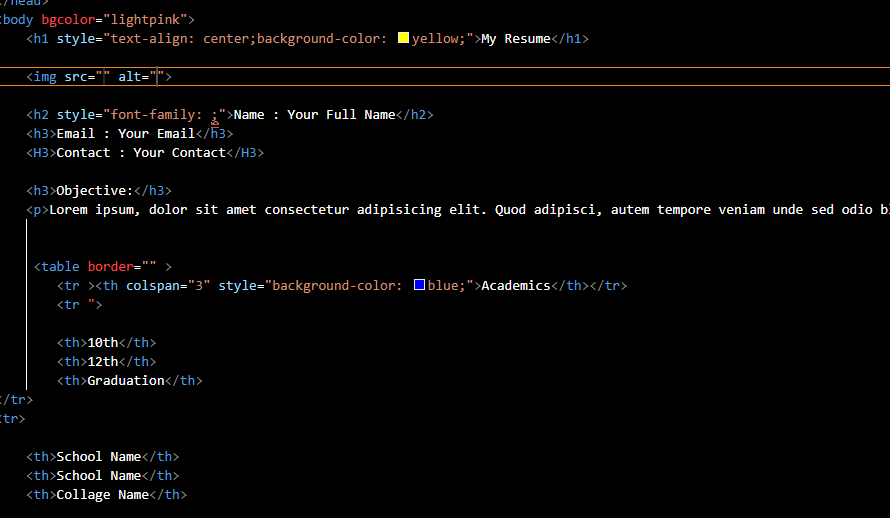 </head>
<body bgcolor="lightpink">
<h1 style="text-align: center;background-color: yellow;">My Resume</h1>
<img src="" alt="">
<h2 style="font-family: ;">Name : Your Full Name</h2>
<h3>Email : Your Email</h3>
<H3>Contact : Your Contact</H3>
<h3>Objective:</h3>
<p>Lorem ipsum, dolor sit amet consectetur adipisicing elit. Quod adipisci, autem tempore veniam unde sed odio bl
<table border="" >
<tr ><th colspan="3" style="background-color: blue;">Academics</th></tr>
<tr ">
<th>10th</th>
<th>12th</th>
<th>Graduation</th>
</tr>
<tr>
<th>School Name</th>
<th>School Name</th>
<th>Collage Name</th>